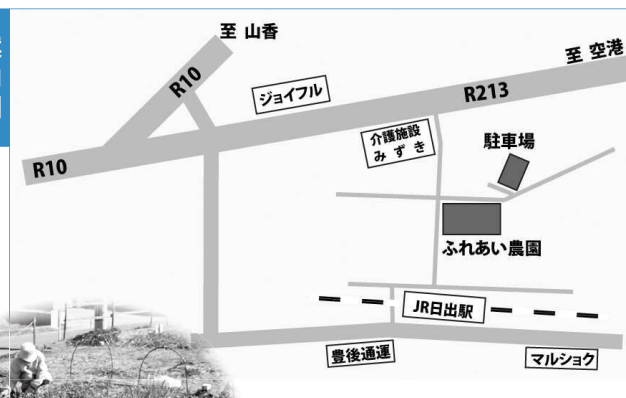 至 山香
R10
ジョイフル
至 空港
R213
R10
介護施設
みずき
駐車場
ふれあい農園
JR日出駅
豊後通運
マルショク